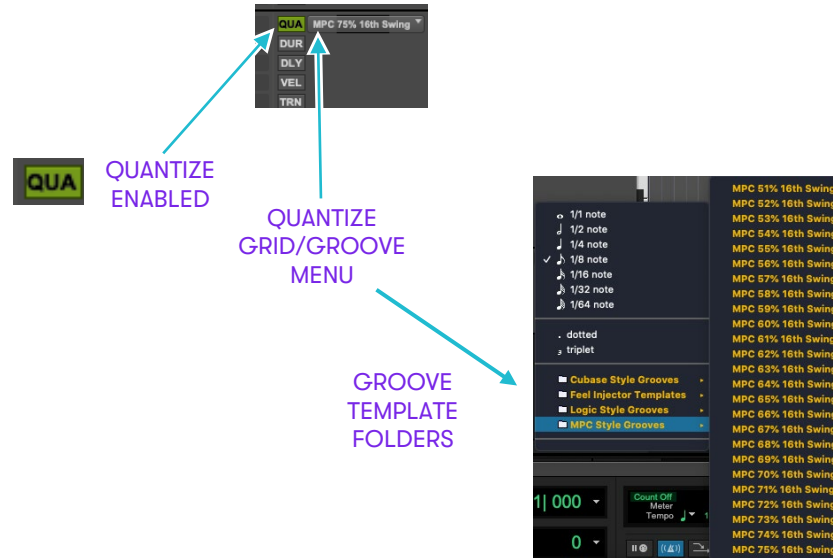 QUA MPC 75% 16th Swing
DUR
DLY
VEL
TRN
QUA
QUANTIZE
ENABLED
QUANTIZE
GRID/GROOVE
MENU
GROOVE
TEMPLATE
FOLDERS
1/1 note
1/2 note
1/4 note
✓ 1/8 note
1/16 note
1/32 note
1/64 note
. dotted
3 triplet
Cubase Style Grooves
Feel Injector Templates
Logic Style Grooves
MPC Style Grooves
MPC 51% 16th Swing
MPC 52% 16th Swing
MPC 53% 16th Swing
MPC 54% 16th Swing
MPC 55% 16th Swing
MPC 56% 16th Swing
MPC 57% 16th Swing
MPC 58% 16th Swing
MPC 59% 16th Swing
MPC 60% 16th Swing
MPC 61% 16th Swing
MPC 62% 16th Swing
MPC 63% 16th Swing
MPC 64% 16th Swing
MPC 65% 16th Swing
MPC 66% 16th Swing
MPC 67% 16th Swing
MPC 68% 16th Swing
MPC 69% 16th Swing
MPC 70% 16th Swing
MPC 71% 16th Swing
MPC 72% 16th Swing
MPC 73% 16th Swing
MPC 74% 16th Swing
MPC 75% 16th Swing
1| 000
0
Count Off
Meter
Tempo